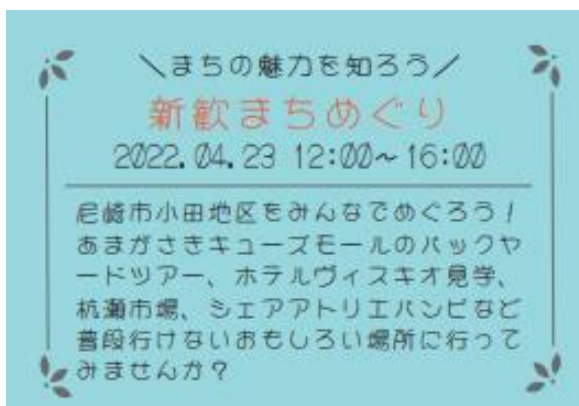 ＼まちの魅力を知ろう／
新歓まちめぐり
2022.04.23 12:00~16:00
尼崎市小田地区をみんなでめぐろう！
あまがさきキューズモールのバックヤ
ードツアー、ホテルヴィスキオ見学、
杭瀬市場、シェアアトリエバンビなど
普段行けないおもしろい場所に行って
みませんか？